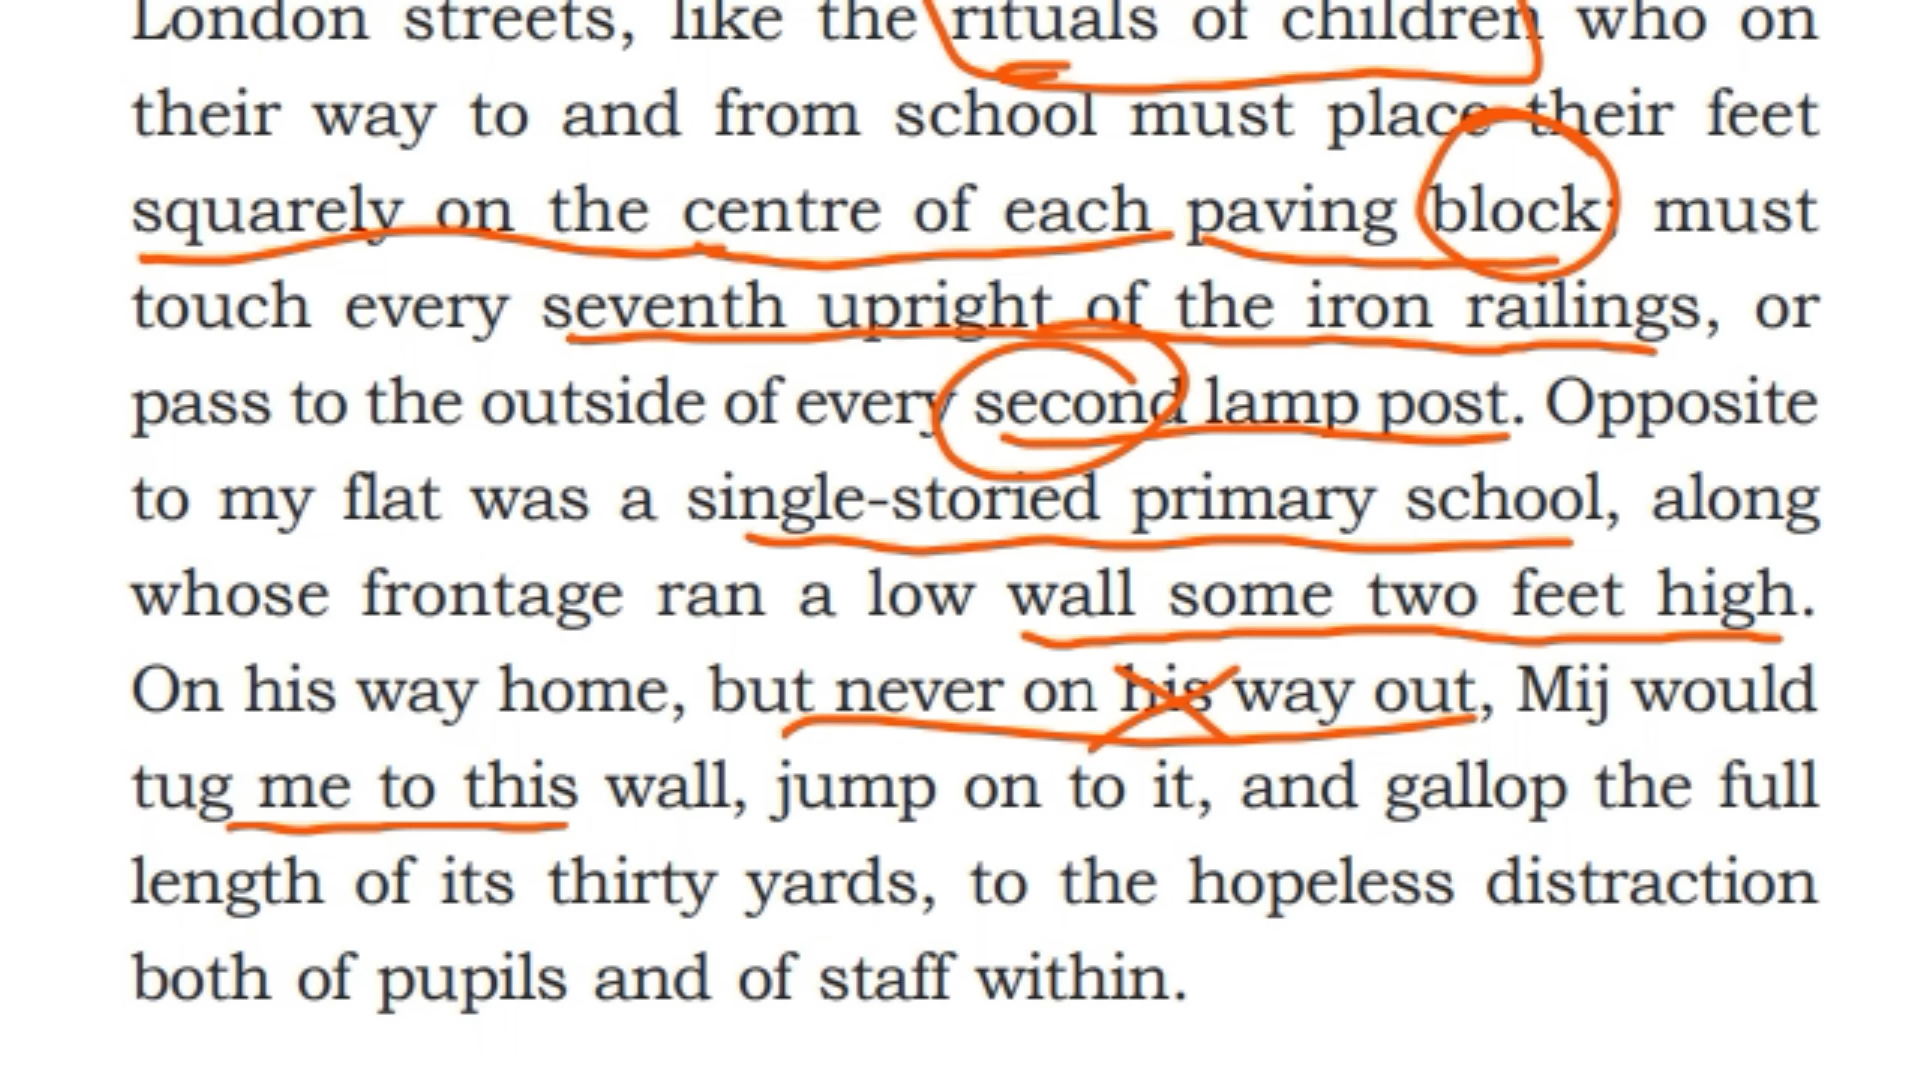 London streets, like the rituals of children who on
their way to and from school must place their feet
squarely on the centre of each paving block; must
touch every seventh upright of the iron railings, or
pass to the outside of every second lamp post. Opposite
to my flat was a single-storied primary school, along
whose frontage ran a low wall some two feet high.
On his way home, but never on his way out, Mij would
tug me to this wall, jump on to it, and gallop the full
length of its thirty yards, to the hopeless distraction
both of pupils and of staff within.